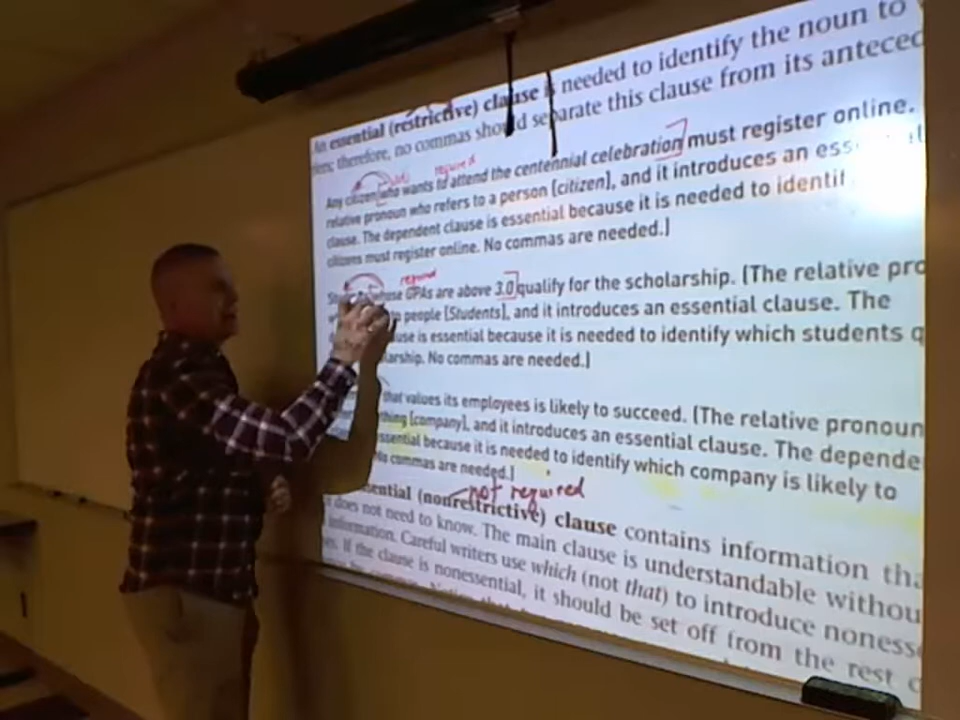 An essential (restrictive) clause is needed to identify the noun to
therefore, no commas should separate this clause from its anteced
required
Any citizen who wants to attend the centennial celebration must register online.
relative pronoun who refers to a person [citizen], and it introduces an ess
clause. The dependent clause is essential because it is needed to identif
citizens must register online. No commas are needed.]
whose GPAs are above 3.0 qualify for the scholarship. (The relative pro
to people [Students], and it introduces an essential clause. The
use is essential because it is needed to identify which students q
arship. No commas are needed.]
that values its employees is likely to succeed. (The relative pronoun
thing [company], and it introduces an essential clause. The depende
ssential because it is needed to identify which company is likely to
No commas are needed.]
not required
ential (nonrestrictive) clause contains information tha
does not need to know. The main clause is understandable withou
information. Careful writers use which (not that) to introduce noness
If the clause is nonessential, it should be set off from the rest